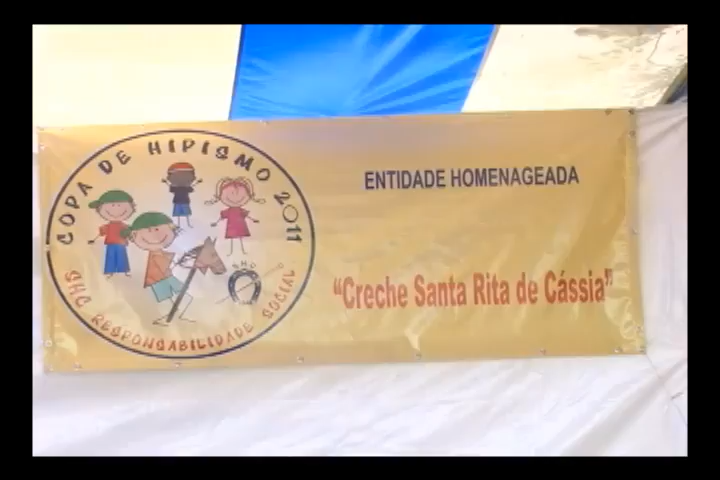 COPA DE HIPISMO 2011
SHC
SHC RESPONSABILIDADE SOCIAL
ENTIDADE HOMENAGEADA
"Creche Santa Rita de Cássia"